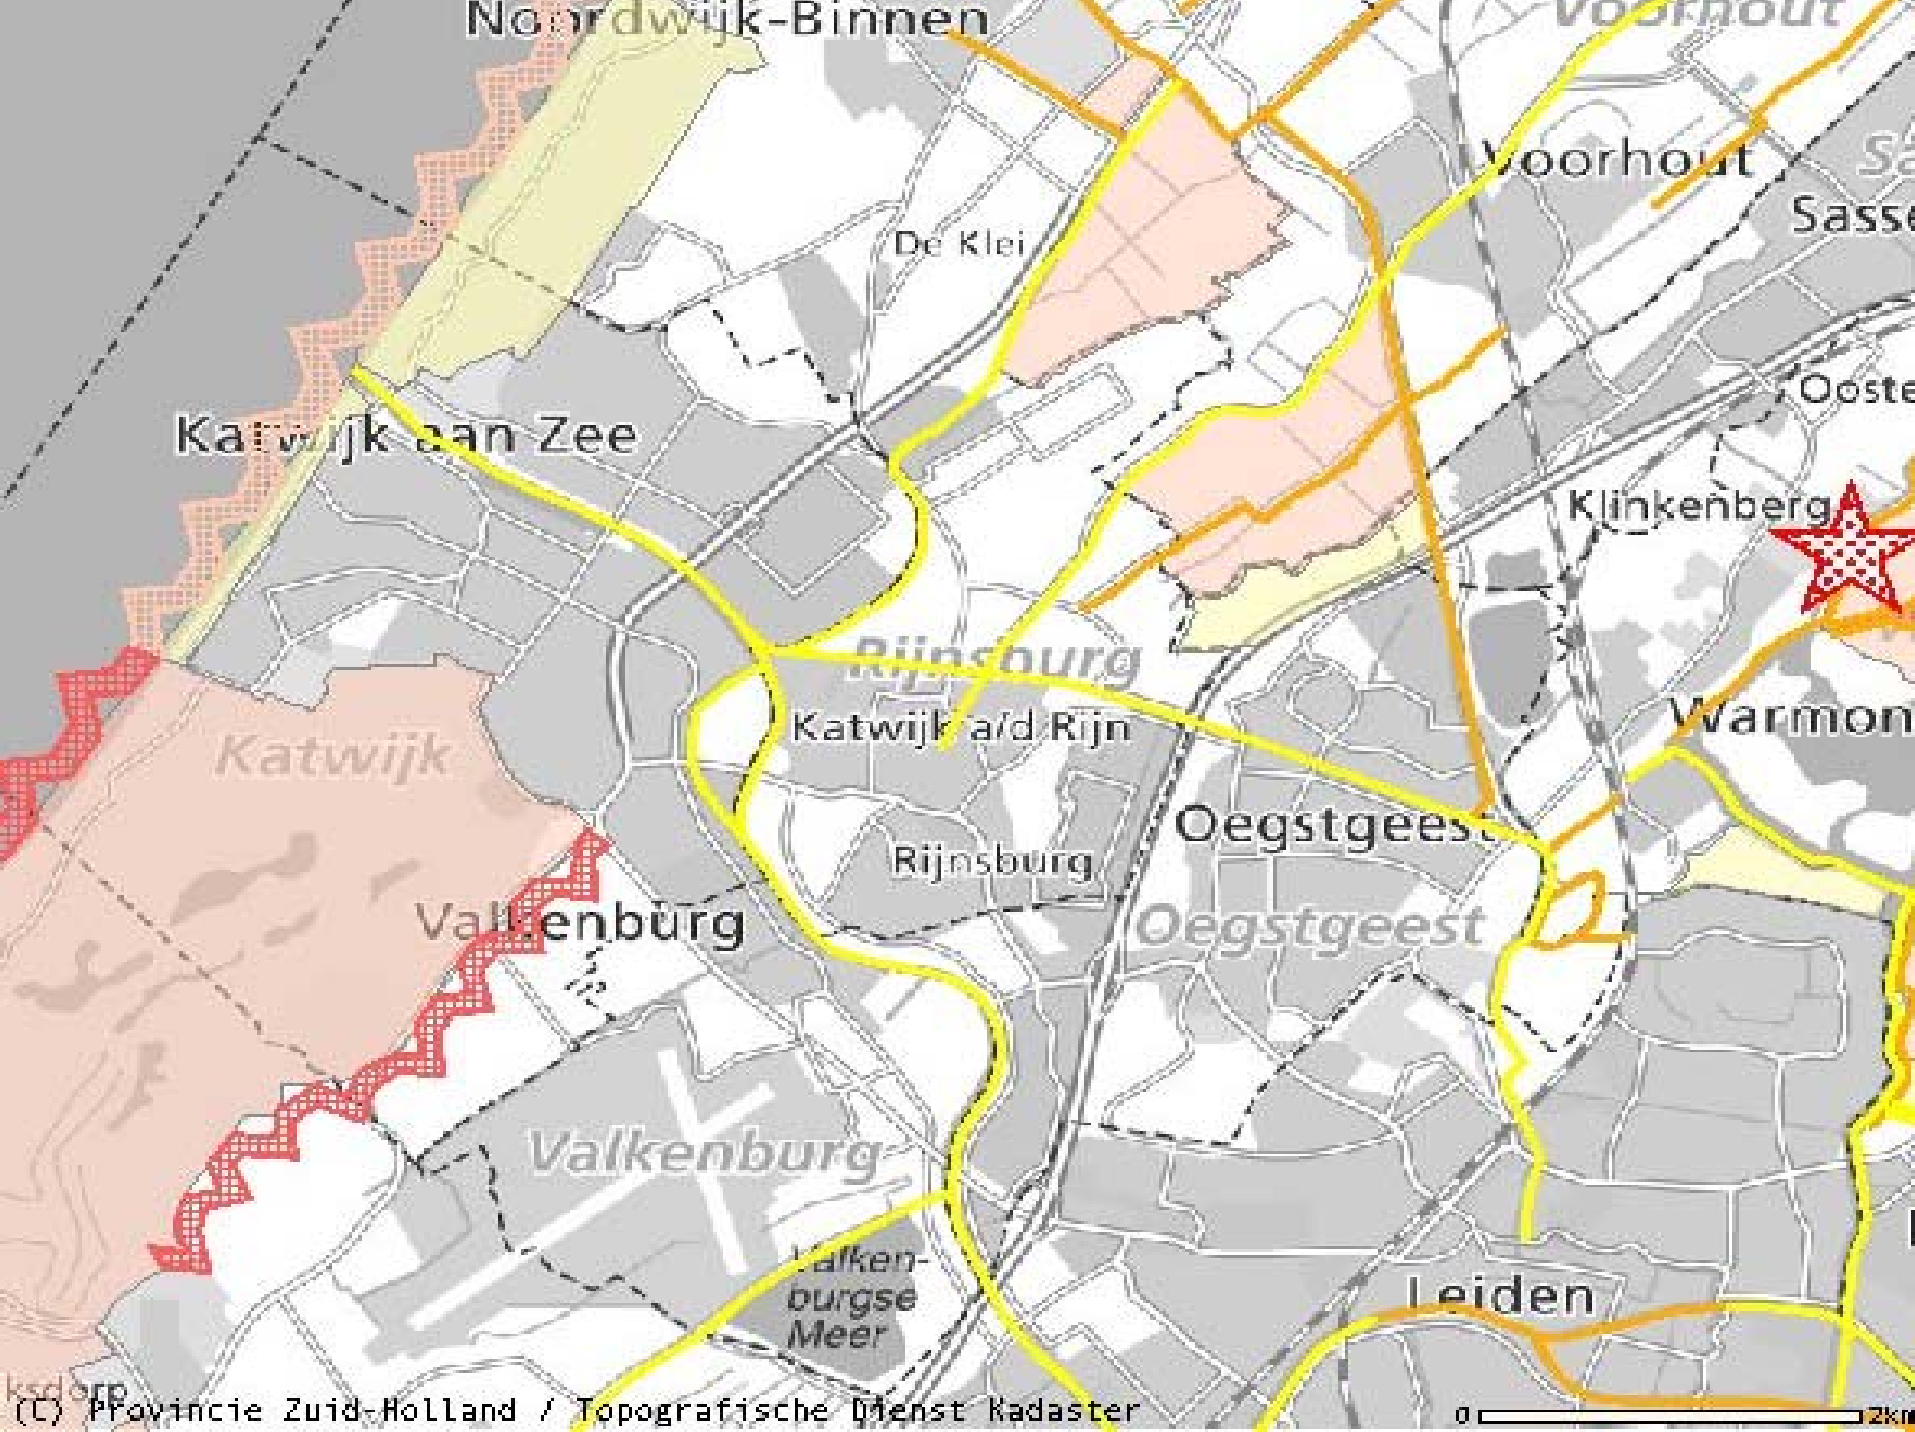 Noordwijk-Binnen
Voorhout
Voorhout
Sasse
De Klei
Ooste
Katwijk aan Zee
Klinkenberg
Rijnsburg
Katwijk a/d Rijn
Warmon
Katwijk
Oegstgeest
Rijnsburg
Valkenburg
Oegstgeest
Valkenburg
Valken-
burgse
Meer
Leiden
ksdorp
(C) Provincie Zuid-Holland / Topografische Dienst Kadaster
0 2km